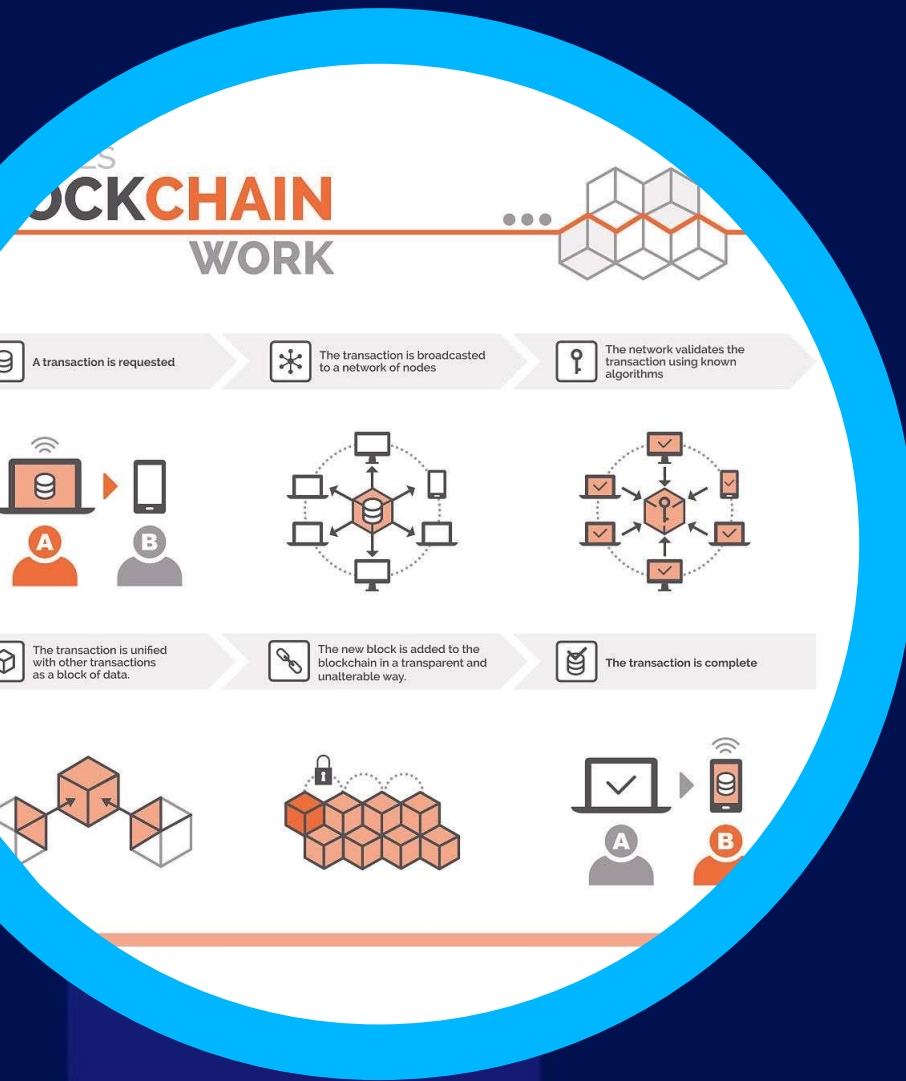 WORK
A transaction is requested
The transaction is broadcasted
to a network of nodes
The network validates the
transaction using known
algorithms
A
B
The transaction is unified
with other transactions
as a block of data.
The new block is added to the
blockchain in a transparent and
unalterable way.
The transaction is complete
A
B